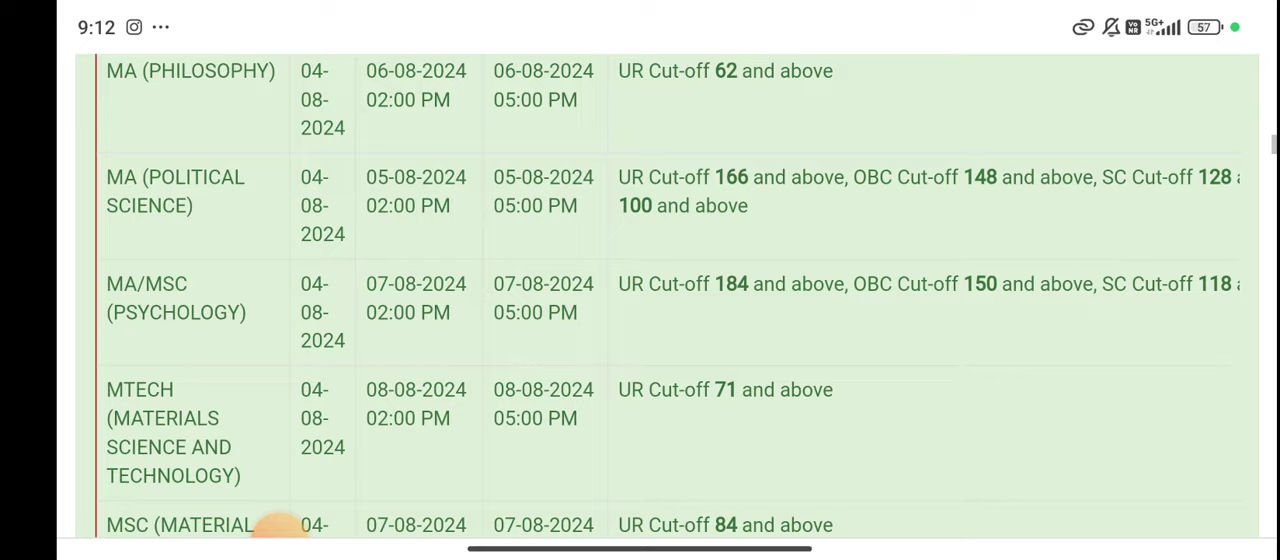 9:12
5G+
Vo
NR
57
MA (PHILOSOPHY) 04- 06-08-2024 06-08-2024 UR Cut-off 62 and above
08- 02:00 PM 05:00 PM
2024
MA (POLITICAL 04- 05-08-2024 05-08-2024 UR Cut-off 166 and above, OBC Cut-off 148 and above, SC Cut-off 128
SCIENCE) 08- 02:00 PM 05:00 PM 100 and above
2024
MA/MSC 04- 07-08-2024 07-08-2024 UR Cut-off 184 and above, OBC Cut-off 150 and above, SC Cut-off 118
(PSYCHOLOGY) 08- 02:00 PM 05:00 PM
2024
MTECH 04- 08-08-2024 08-08-2024 UR Cut-off 71 and above
(MATERIALS 08- 02:00 PM 05:00 PM
SCIENCE AND 2024
TECHNOLOGY)
MSC (MATERIAL 04- 07-08-2024 07-08-2024 UR Cut-off 84 and above